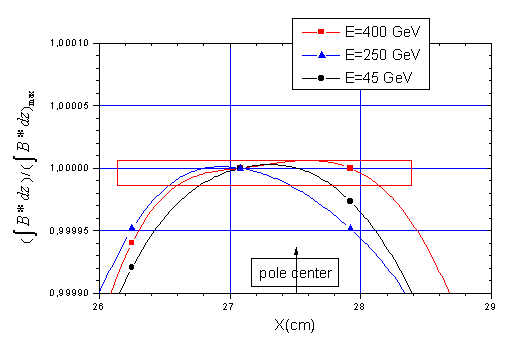 E=400 GeV
E=250 GeV
E=45 GeV
1,00010
1,00005
1,00000
0,99995
0,99990
(∫B*dz)/(∫B*dz)max
pole center
26 27 28 29
X(cm)